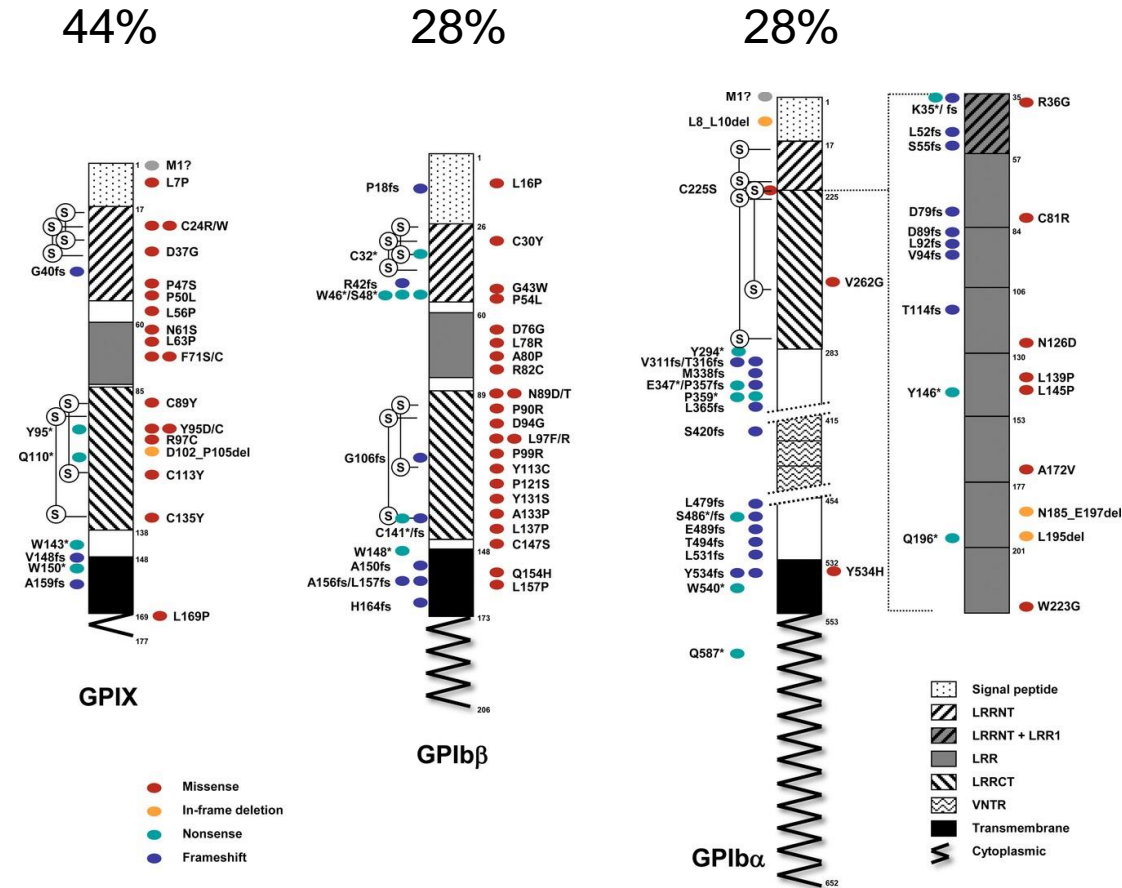 44%
28%
28%
1
M1?
L7P
17
S
S
S
S
C24R/W
D37G
G40fs
P47S
P50L
L56P
60
N61S
L63P
F71S/C
85
C89Y
S
S
Y95*
Y95D/C
R97C
D102_P105del
Q110*
S
C113Y
S
C135Y
138
W143*
V148fs
148
W150*
A159fs
169
L169P
177
GPIX
1
P18fs
L16P
26
S
S
S
S
C30Y
C32*
R42fs
G43W
W46*/S48*
P54L
60
D76G
L78R
A80P
R82C
89
N89D/T
S
S
P90R
D94G
L97F/R
P99R
G106fs
S
Y113C
P121S
Y131S
S
A133P
C141*/fs
L137P
C147S
W148*
148
A150fs
Q154H
A156fs/L157fs
L157P
H164fs
173
206
GPIbβ
M1?
1
L8_L10del
17
S
S
S
S
C225S
225
V262G
S
S
283
Y294*
V311fs/T316fs
M338fs
E347*/P357fs
P359*
L365fs
415
S420fs
454
L479fs
S486*/fs
E489fs
T494fs
L531fs
532
Y534fs
Y534H
W540*
553
Q587*
652
GPIbα
35
K35*/ fs
R36G
L52fs
S55fs
57
D79fs
C81R
84
D89fs
L92fs
V94fs
106
T114fs
N126D
130
L139P
Y146*
L145P
153
A172V
177
N185_E197del
Q196*
L195del
201
W223G
Missense
In-frame deletion
Nonsense
Frameshift
Signal peptide
LRRNT
LRRNT + LRR1
LRR
LRRCT
VNTR
Transmembrane
Cytoplasmic